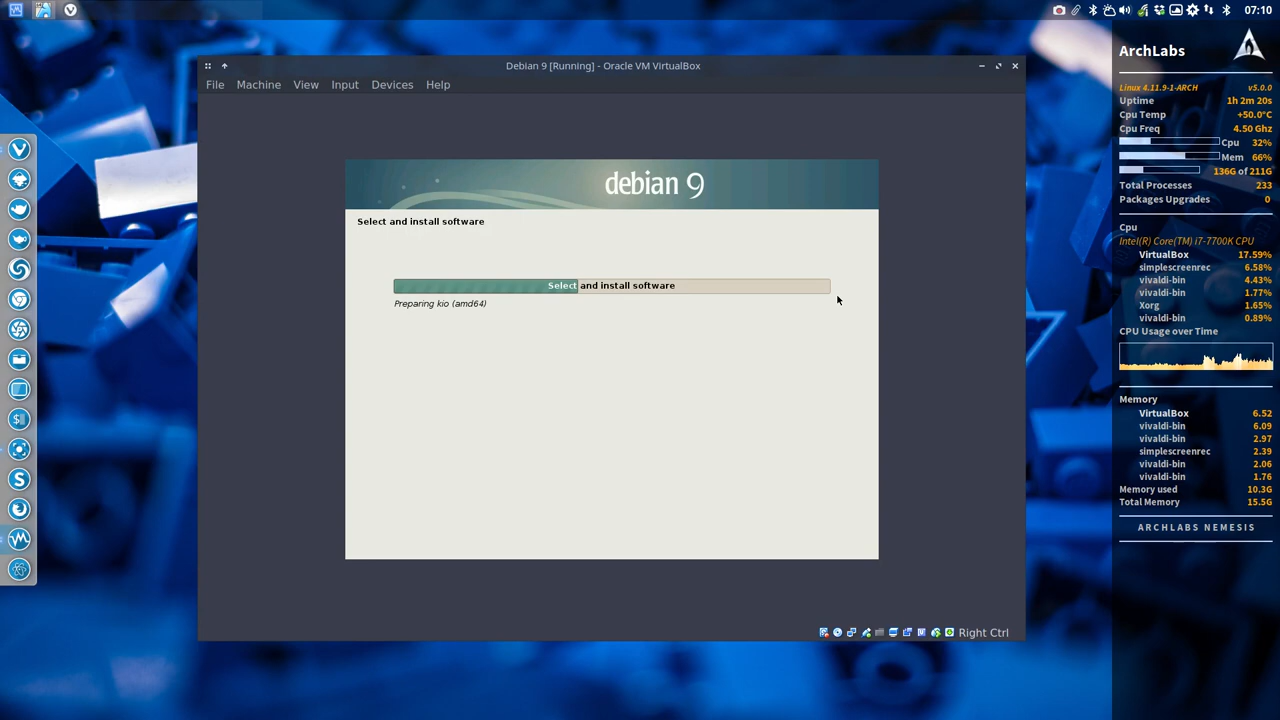 07:10
Debian 9 [Running] - Oracle VM VirtualBox
File Machine View Input Devices Help
debian 9
Select and install software
Select and install software
Preparing kio (amd64)
Right Ctrl
ArchLabs
Linux 4.11.9-1-ARCH v5.0.0
Uptime 1h 2m 20s
Cpu Temp +50.0°C
Cpu Freq 4.50 Ghz
Cpu 32%
Mem 66%
136G of 211G
Total Processes 233
Packages Upgrades 0
Cpu
Intel(R) Core(TM) i7-7700K CPU
VirtualBox 17.59%
simplescreenrec 6.58%
vivaldi-bin 4.43%
vivaldi-bin 1.77%
Xorg 1.65%
vivaldi-bin 0.89%
CPU Usage over Time
Memory
VirtualBox 6.52
vivaldi-bin 6.09
vivaldi-bin 2.97
simplescreenrec 2.39
vivaldi-bin 2.06
vivaldi-bin 1.76
Memory used 10.3G
Total Memory 15.5G
ARCHLABS NEMESIS